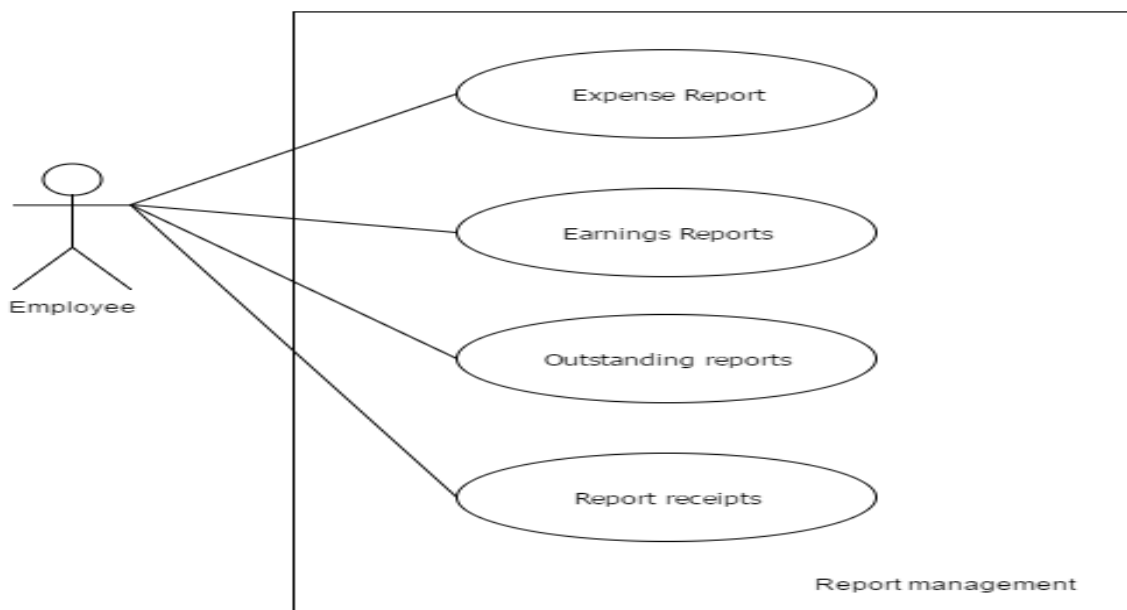 Expense Report
Earnings Reports
Employee
Outstanding reports
Report receipts
Report management